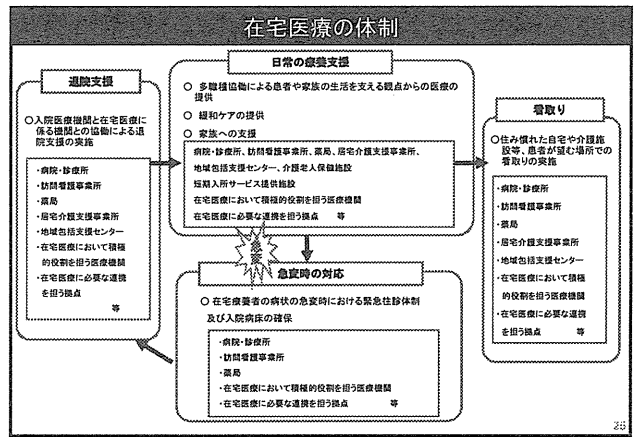 在宅医療の体制
退院支援
○入院医療機関と在宅医療に
係る機関との協働による退
院支援の実施
・病院・診療所
・訪問看護事業所
・薬局
・居宅介護支援事業所
・地域包括支援センター
・在宅医療において積極
的役割を担う医療機関
・在宅医療に必要な連携
を担う拠点
等
日常の療養支援
○ 多職種協働による患者や家族の生活を支える観点からの医療の
提供
○ 緩和ケアの提供
○ 家族への支援
病院・診療所、訪問看護事業所、薬局、居宅介護支援事業所、
地域包括支援センター、介護老人保健施設
短期入所サービス提供施設
在宅医療において積極的役割を担う医療機関
在宅医療に必要な連携を担う拠点 等
急変
急変時の対応
○ 在宅療養者の病状の急変時における緊急往診体制
及び入院病床の確保
・病院・診療所
・訪問看護事業所
・薬局
・在宅医療において積極的役割を担う医療機関
・在宅医療に必要な連携を担う拠点 等
看取り
○住み慣れた自宅や介護施
設等、患者が望む場所での
看取りの実施
・病院・診療所
・訪問看護事業所
・薬局
・居宅介護支援事業所
・地域包括支援センター
・在宅医療において積極
的役割を担う医療機関
・在宅医療に必要な連携
を担う拠点 等
25